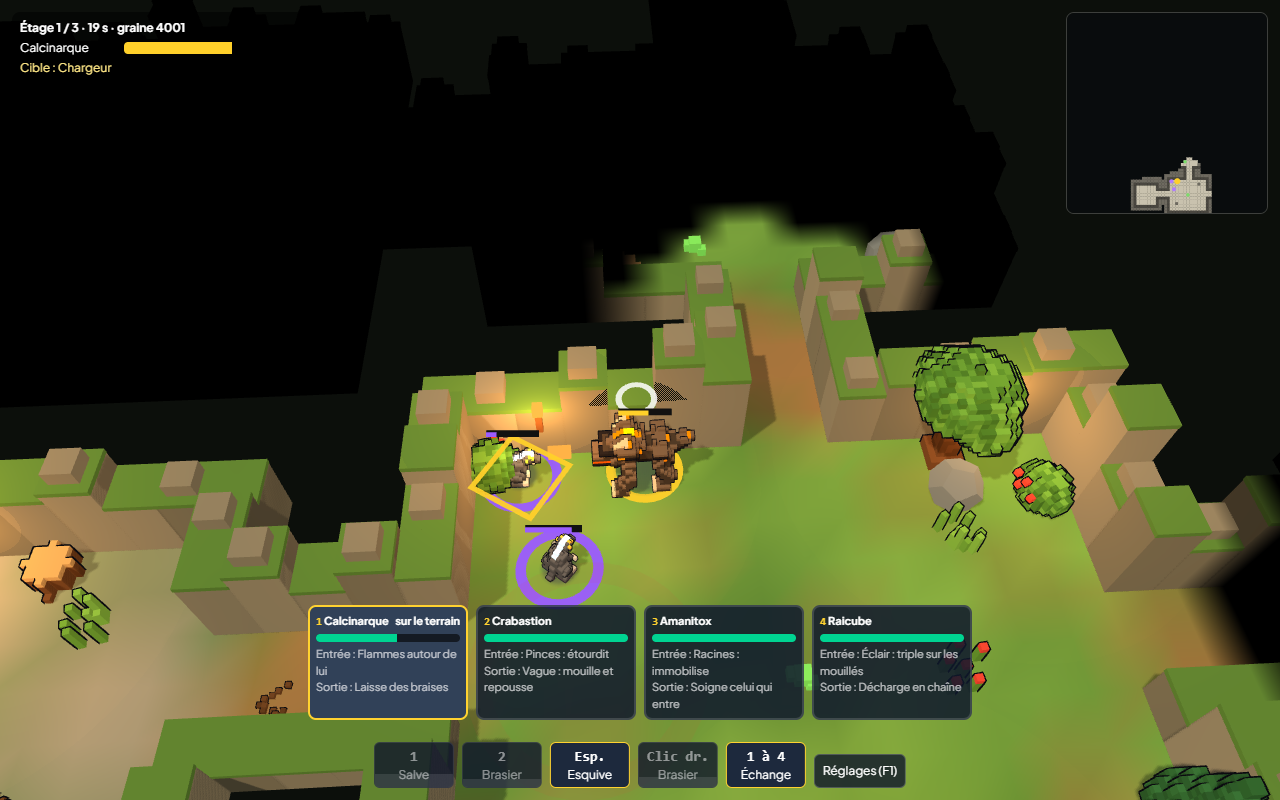 Étage 1 / 3 · 19 s · graine 4001
Calcinarque
Cible : Chargeur
1 Calcinarque sur le terrain
Entrée : Flammes autour de
lui
Sortie : Laisse des braises
2 Crabastion
Entrée : Pinces : étourdit
Sortie : Vague : mouille et
repousse
3 Amanitox
Entrée : Racines :
immobilise
Sortie : Soigne celui qui
entre
4 Raicube
Entrée : Éclair : triple sur les
mouillés
Sortie : Décharge en chaîne
1
Salve
2
Brasier
Esp.
Esquive
Clic dr.
Brasier
1 à 4
Échange
Réglages (F1)